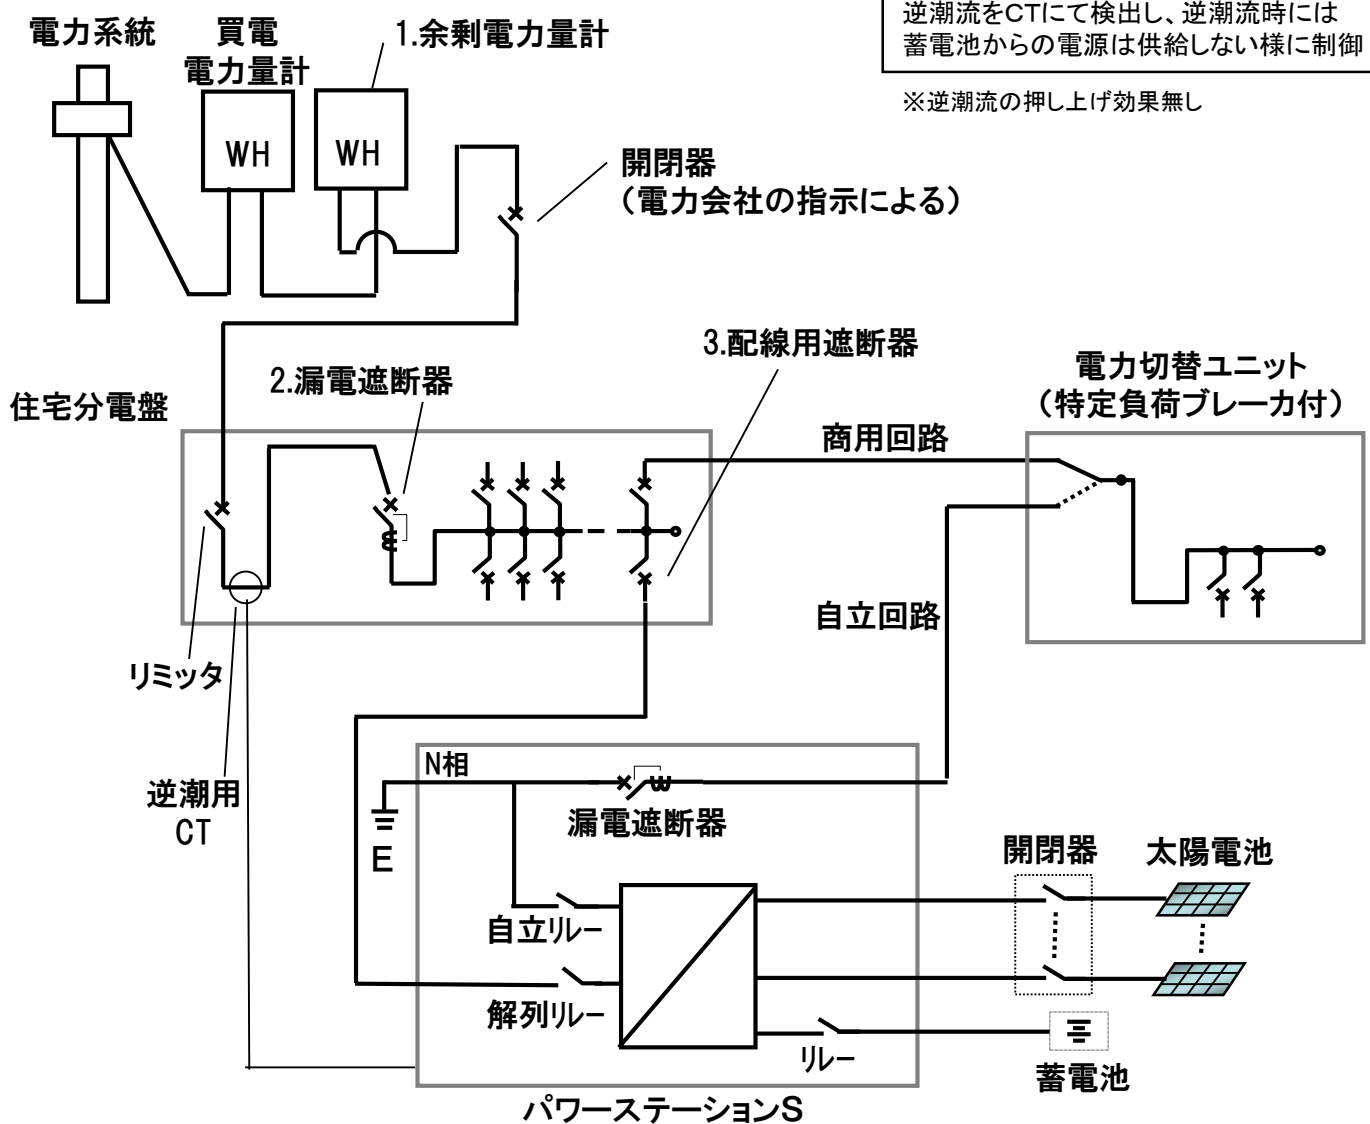 逆潮流をCTにて検出し、逆潮流時には
蓄電池からの電源は供給しない様に制御
※逆潮流の押し上げ効果無し
電力系統
買電
電力量計
1.余剰電力量計
WH
WH
開閉器
(電力会社の指示による)
3.配線用遮断器
2.漏電遮断器
住宅分電盤
電力切替ユニット
(特定負荷ブレーカ付)
商用回路
自立回路
リミッタ
逆潮用
CT
N相
漏電遮断器
E
開閉器
太陽電池
自立リレー
解列リレー
リレー
蓄電池
パワーステーションS